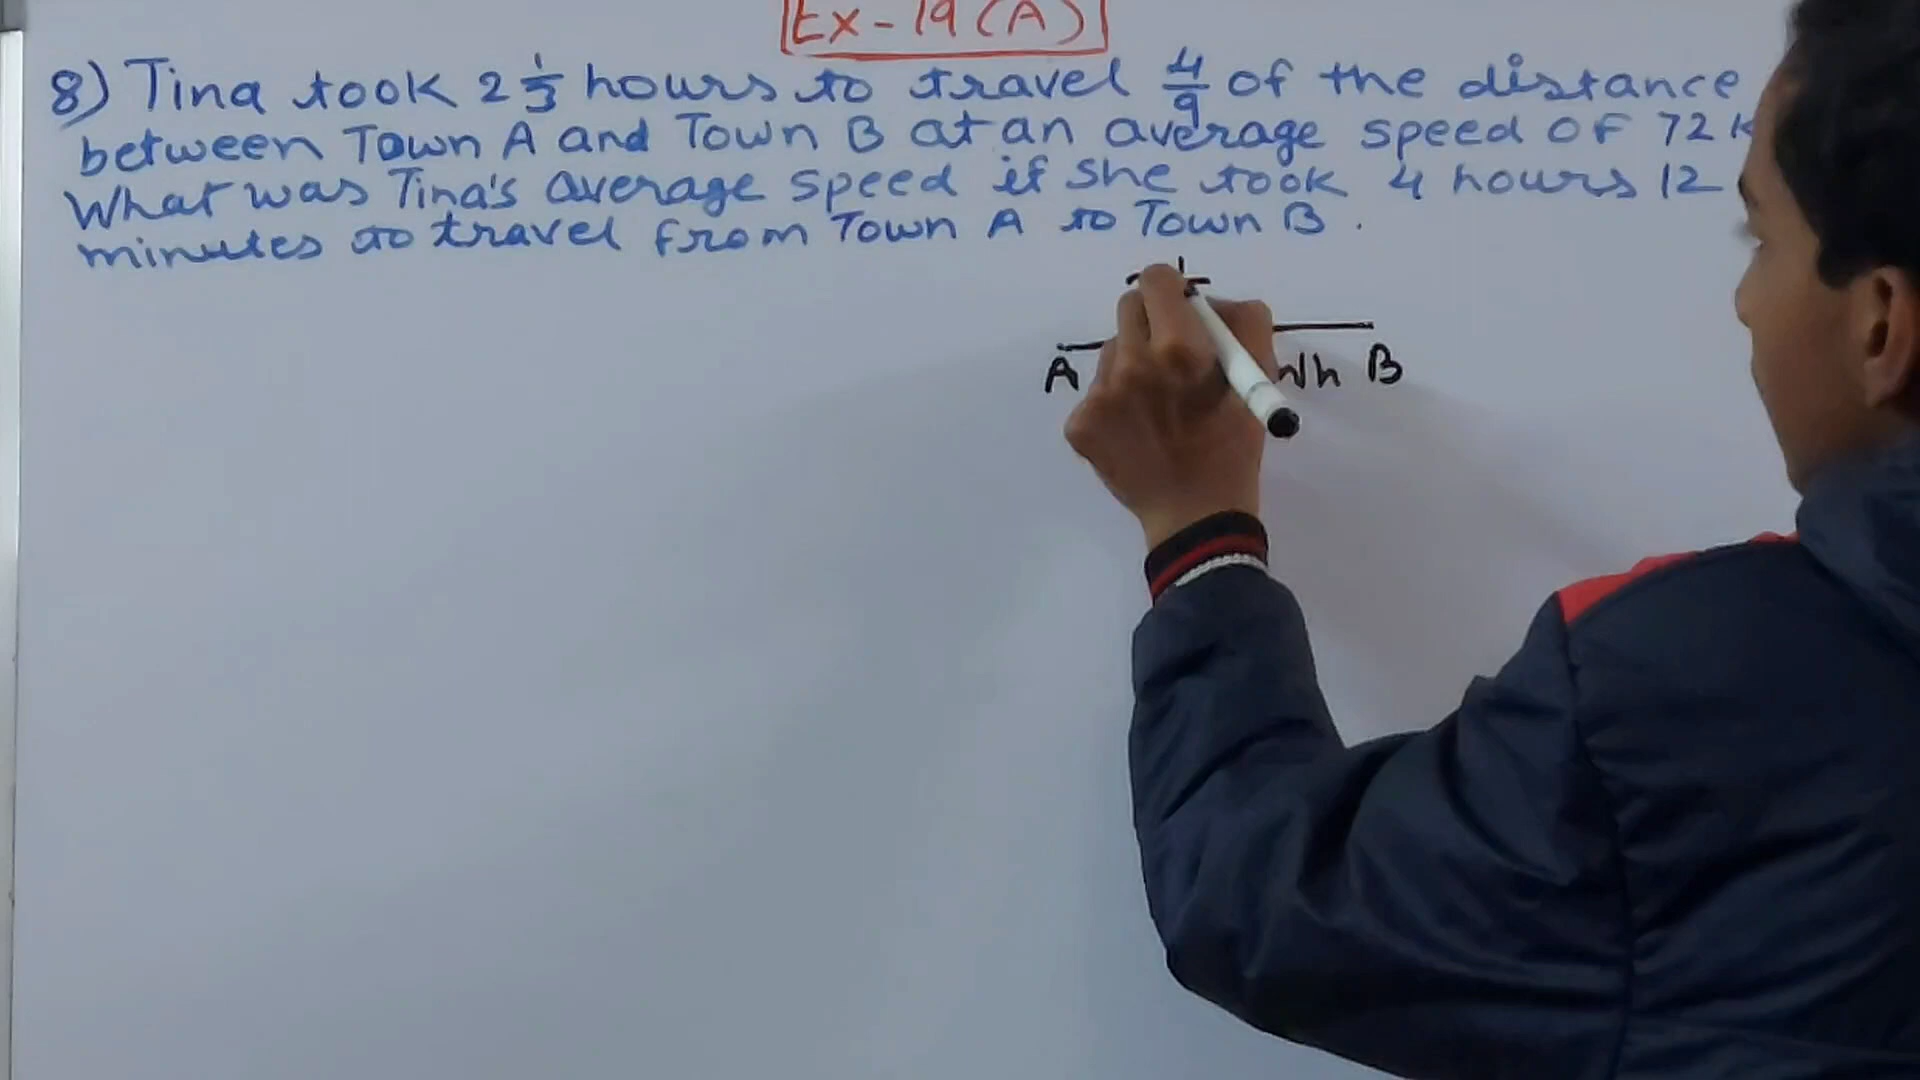 Ex - 19 (A)
8) Tina took 2 1/3 hours to travel 4/9 of the distance
between Town A and Town B at an average speed of 72 K
What was Tina's average speed if she took 4 hours 12
minutes to travel from Town A to Town B.
A B